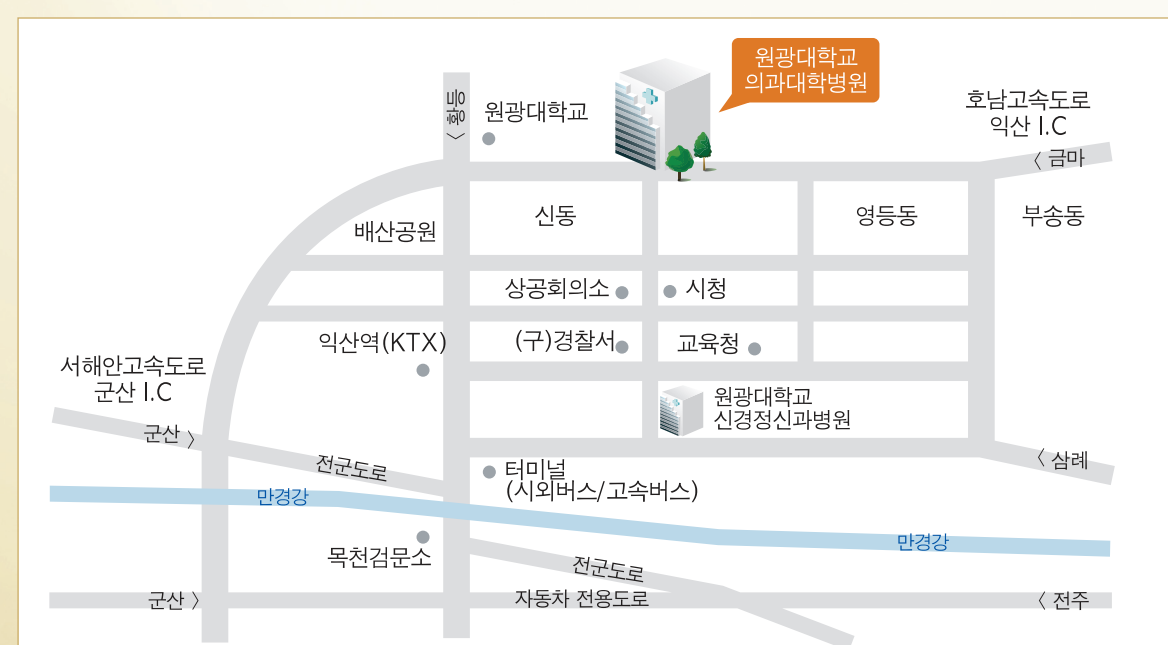 원광대학교
의과대학병원
황등 >
원광대학교
호남고속도로
익산 I.C
< 금마
배산공원
신동
영등동
부송동
상공회의소
시청
익산역(KTX)
(구)경찰서
교육청
서해안고속도로
군산 I.C
원광대학교
신경정신과병원
군산 >
전군도로
터미널
(시외버스/고속버스)
< 삼례
만경강
만경강
목천검문소
전군도로
군산 >
자동차 전용도로
< 전주